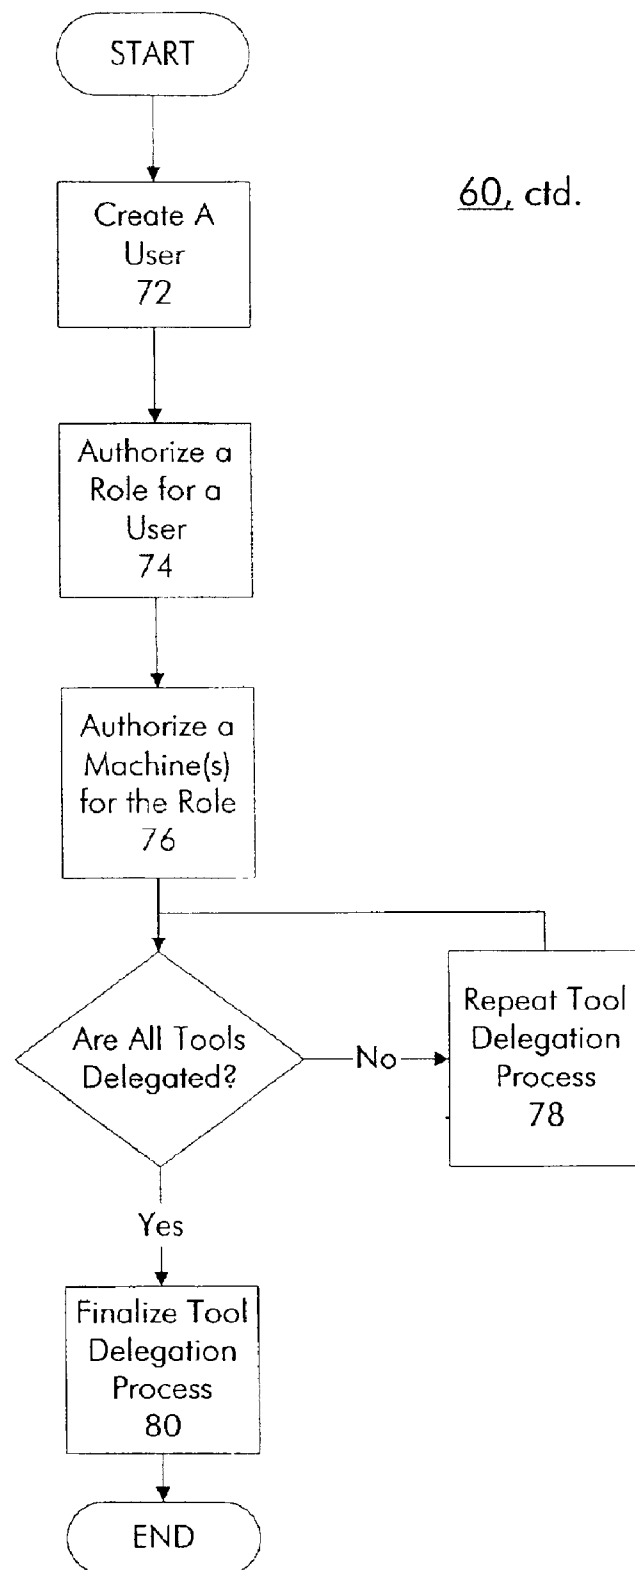 START
60, ctd.
Create A
User
72
Authorize a
Role for a
User
74
Authorize a
Machine(s)
for the Role
76
Are All Tools
Delegated?
No
Repeat Tool
Delegation
Process
78
Yes
Finalize Tool
Delegation
Process
80
END